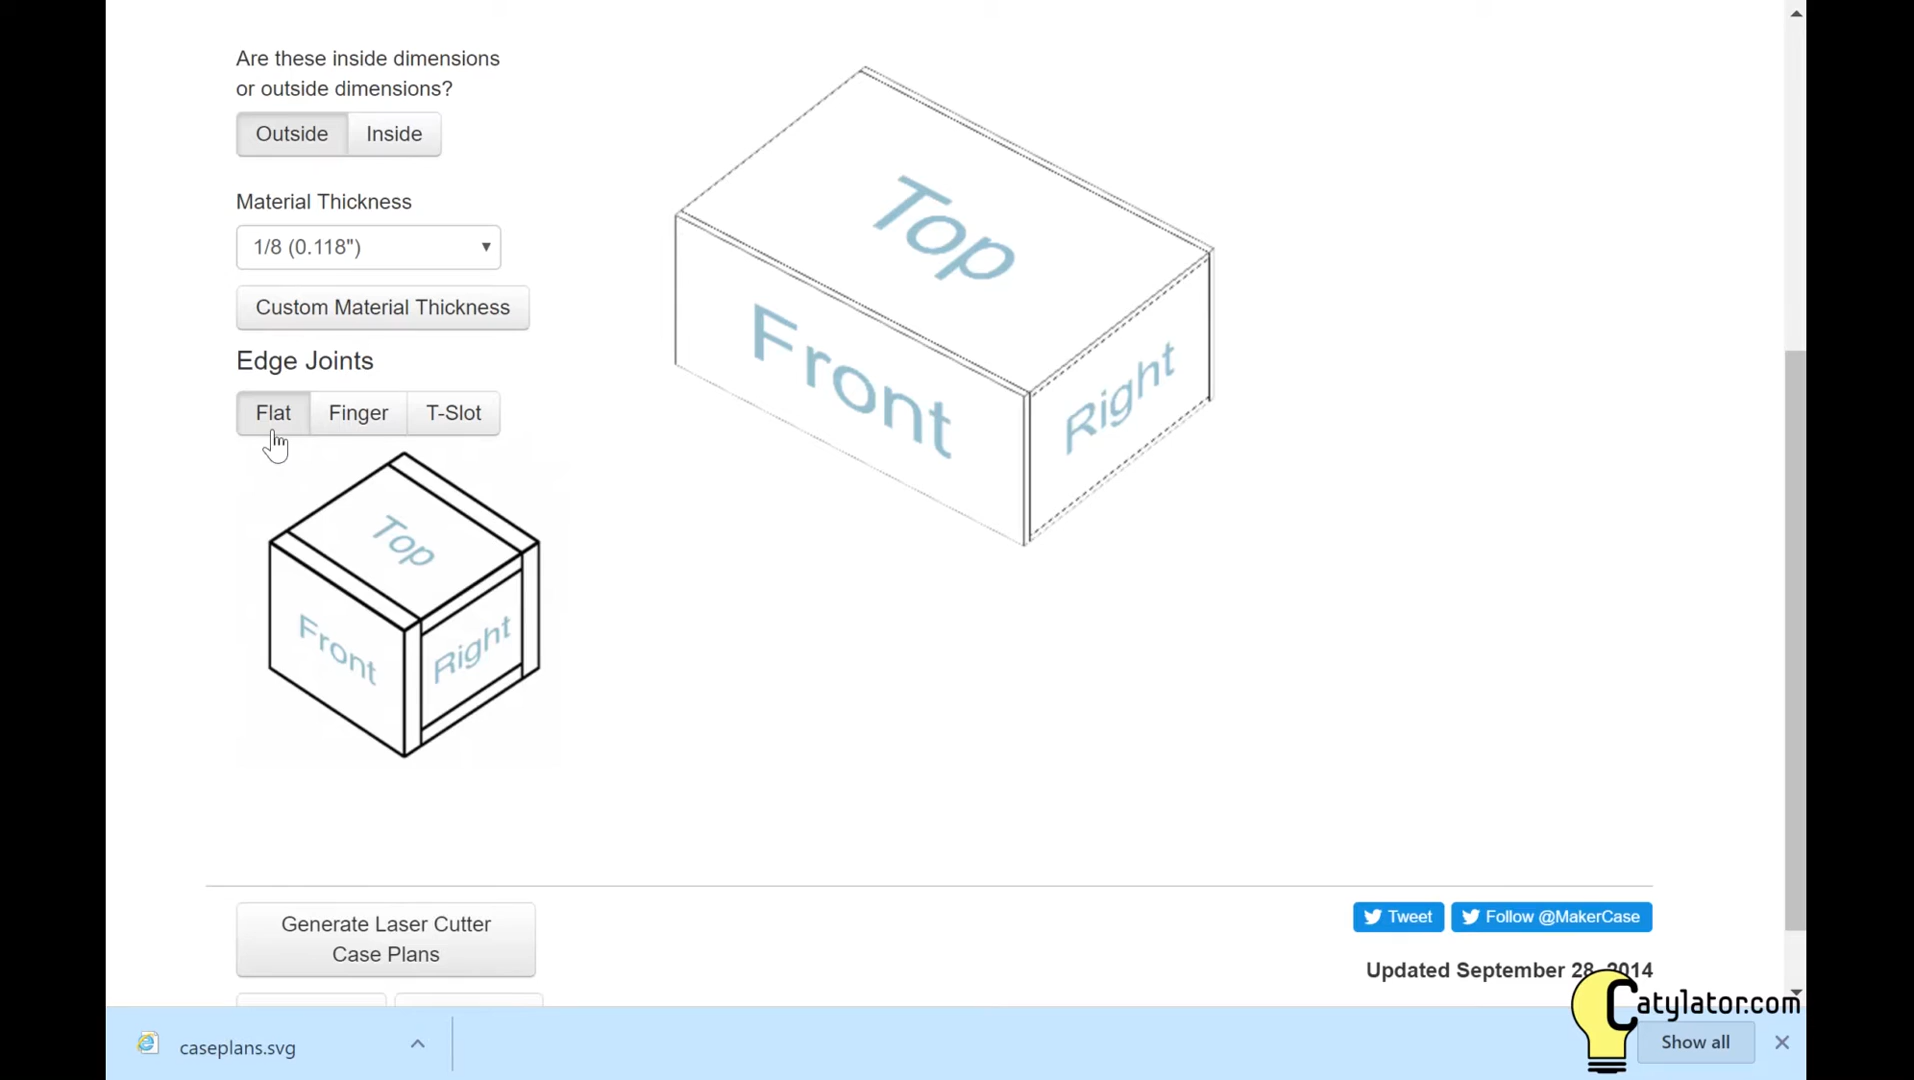 Are these inside dimensions
or outside dimensions?
Outside Inside
Material Thickness
1/8 (0.118")
Custom Material Thickness
Edge Joints
Flat Finger T-Slot
Top
Front
Right
Top
Front
Right
Generate Laser Cutter
Case Plans
Tweet Follow @MakerCase
Updated September 28, 2014
Catylator.com
caseplans.svg
Show all